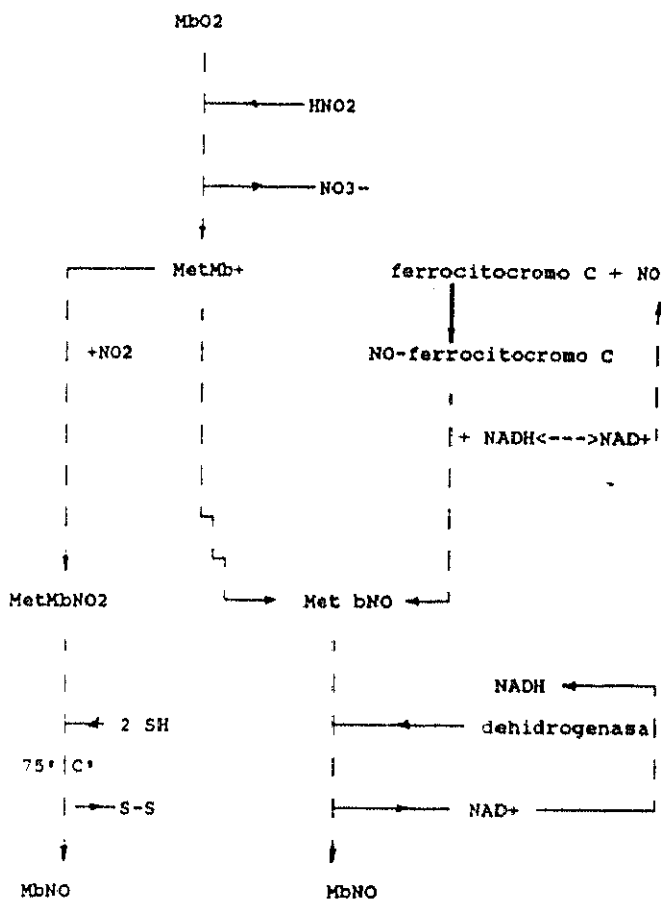 MbO2
HNO2
NO3-
MetMb+
ferrocitocromo C + NO
+NO2
NO-ferrocitocromo C
+ NADH<--->NAD+
MetMbNO2
Met bNO
NADH
2 SH
dehidrogenasa
75' C'
S-S
NAD+
MbNO
MbNO